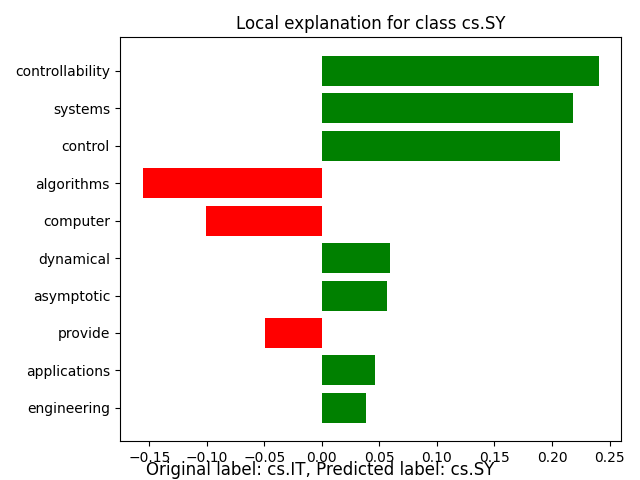 Local explanation for class cs.SY
controllability
systems
control
algorithms
computer
dynamical
asymptotic
provide
applications
engineering
−0.15 −0.10 −0.05 0.00 0.05 0.10 0.15 0.20 0.25
Original label: cs.IT, Predicted label: cs.SY